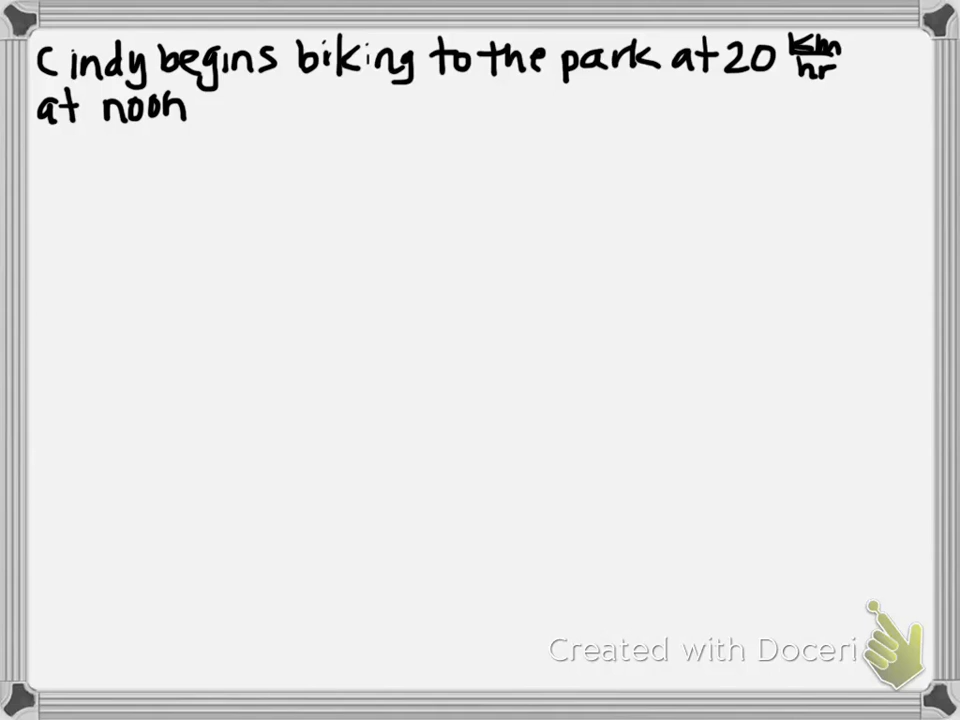 Cindy begins biking to the park at 20 km/hr
at noon
Created with Doceri